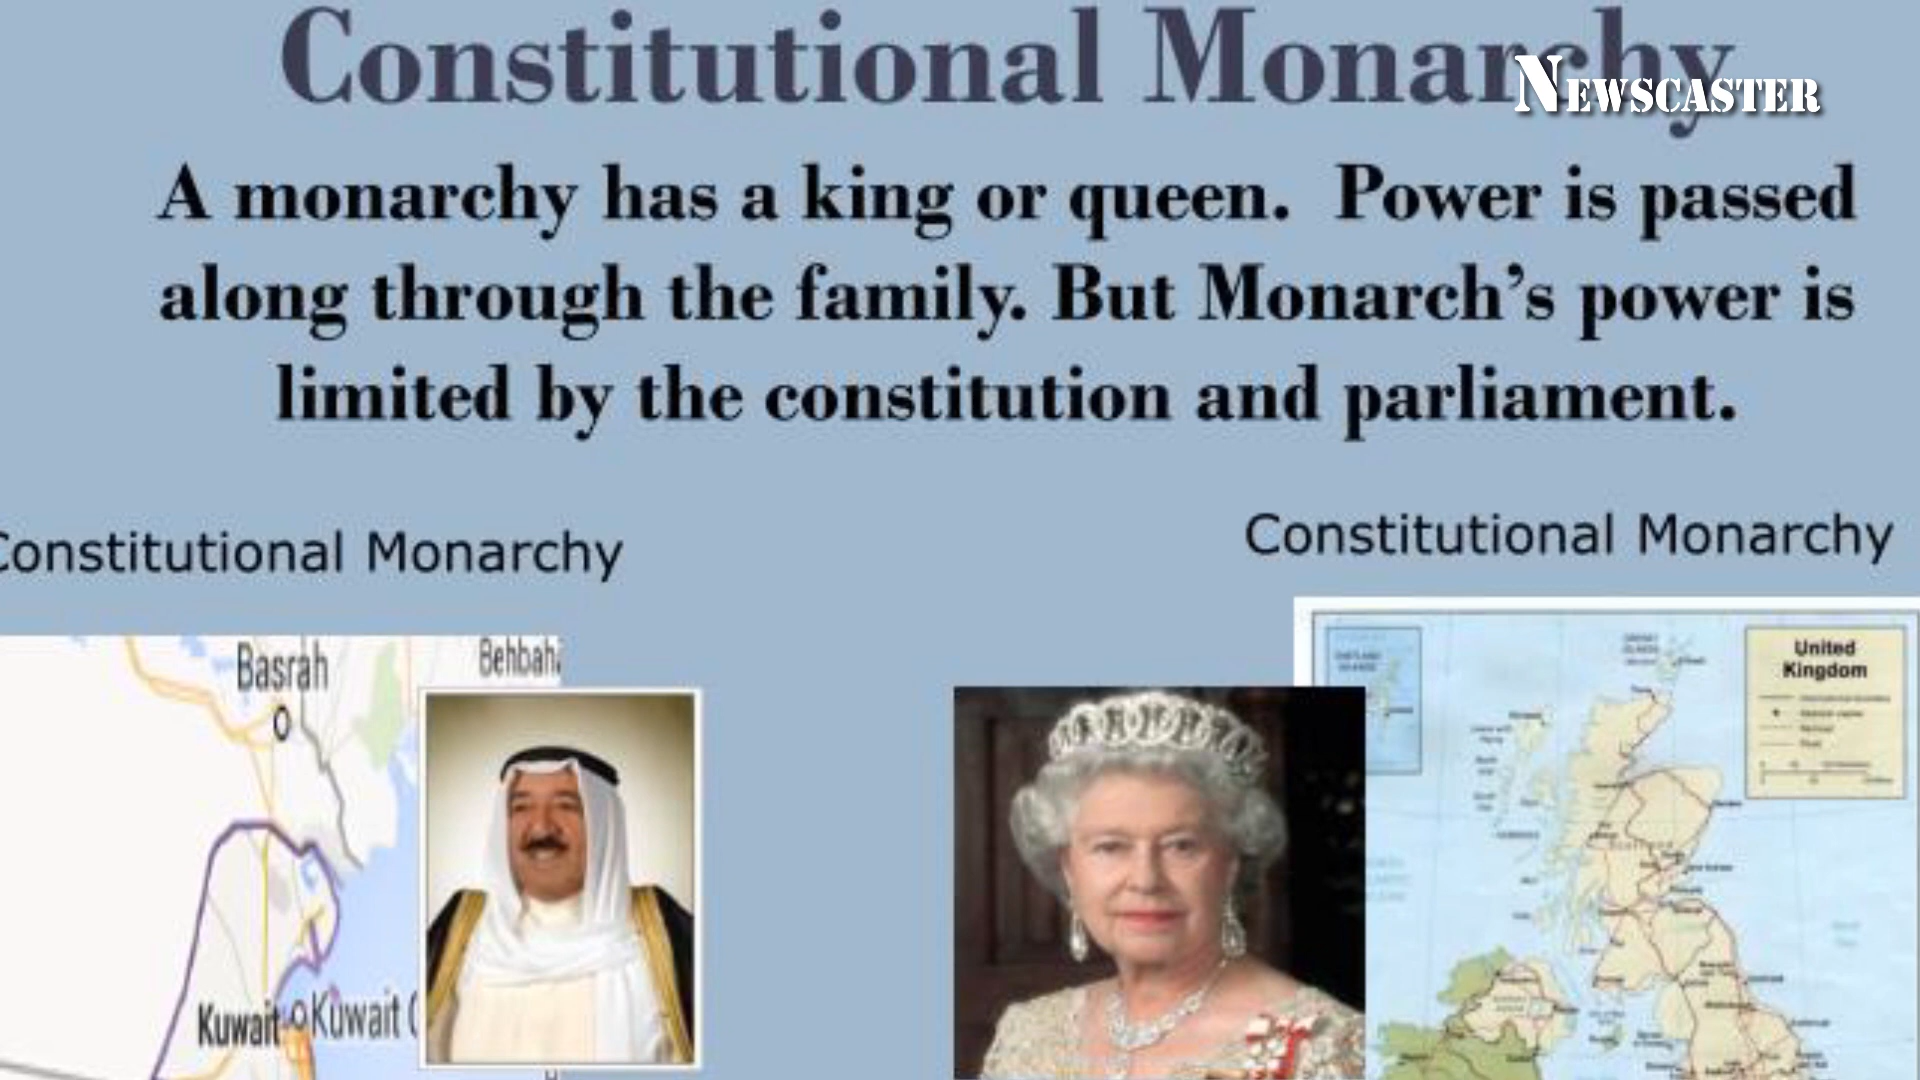 Constitutional Monarchy
NEWSCASTER
A monarchy has a king or queen. Power is passed
along through the family. But Monarch's power is
limited by the constitution and parliament.
Constitutional Monarchy
Constitutional Monarchy
Basrah
Kuwait
Kuwait
United
Kingdom